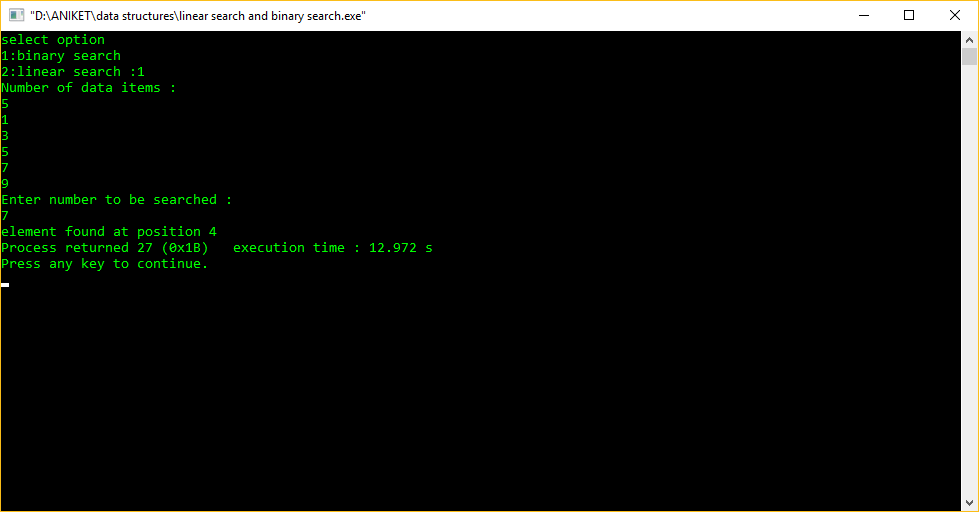 "D:\ANIKET\data structures\linear search and binary search.exe"
select option
1:binary search
2:linear search :1
Number of data items :
5
1
3
5
7
9
Enter number to be searched :
7
element found at position 4
Process returned 27 (0x1B)   execution time : 12.972 s
Press any key to continue.